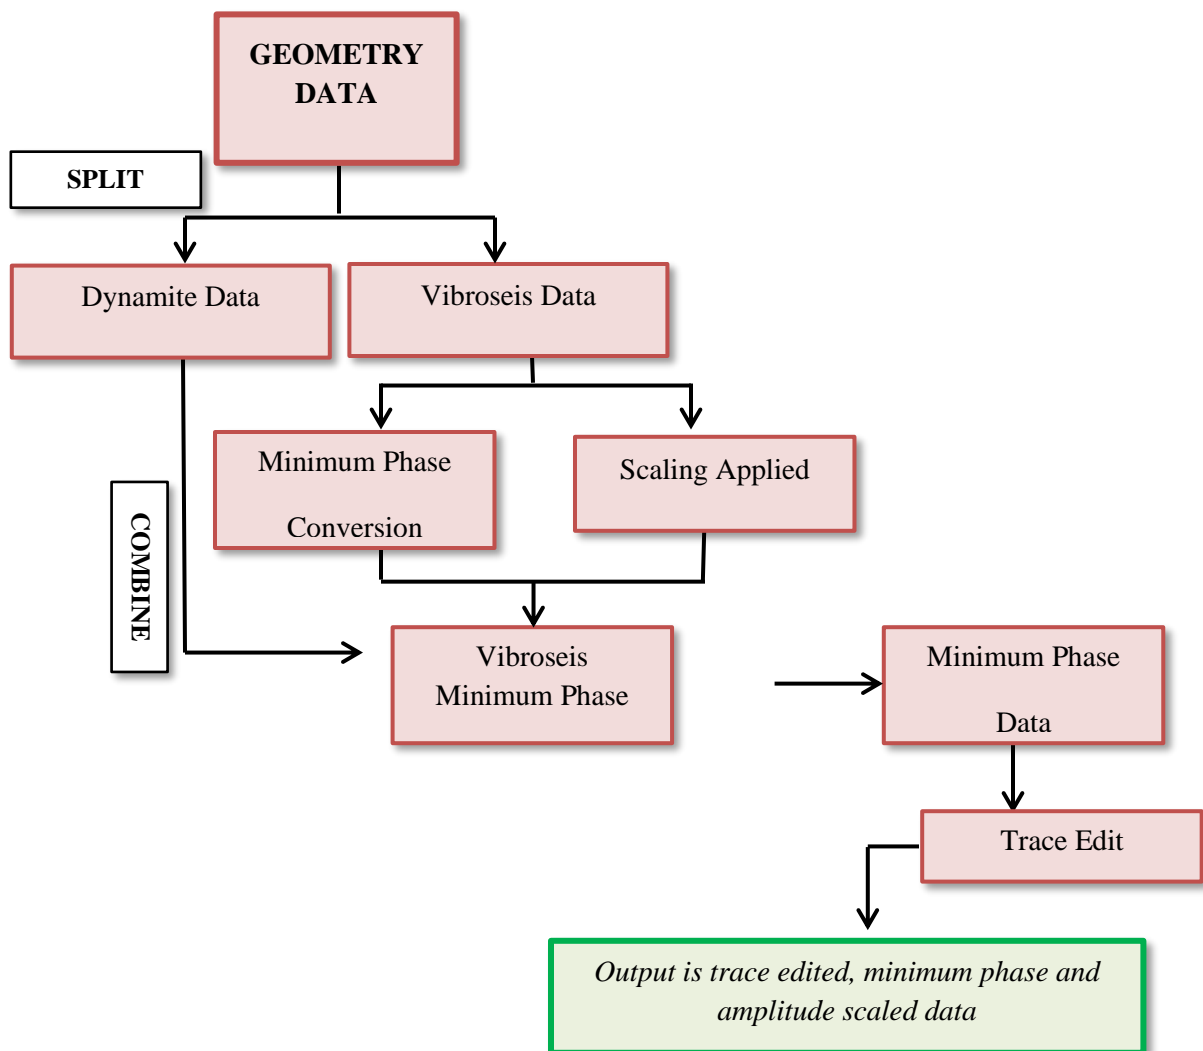 GEOMETRY
DATA
SPLIT
Dynamite Data
Vibroseis Data
Minimum Phase
Conversion
Scaling Applied
COMBINE
Vibroseis
Minimum Phase
Minimum Phase
Data
Trace Edit
Output is trace edited, minimum phase and
amplitude scaled data